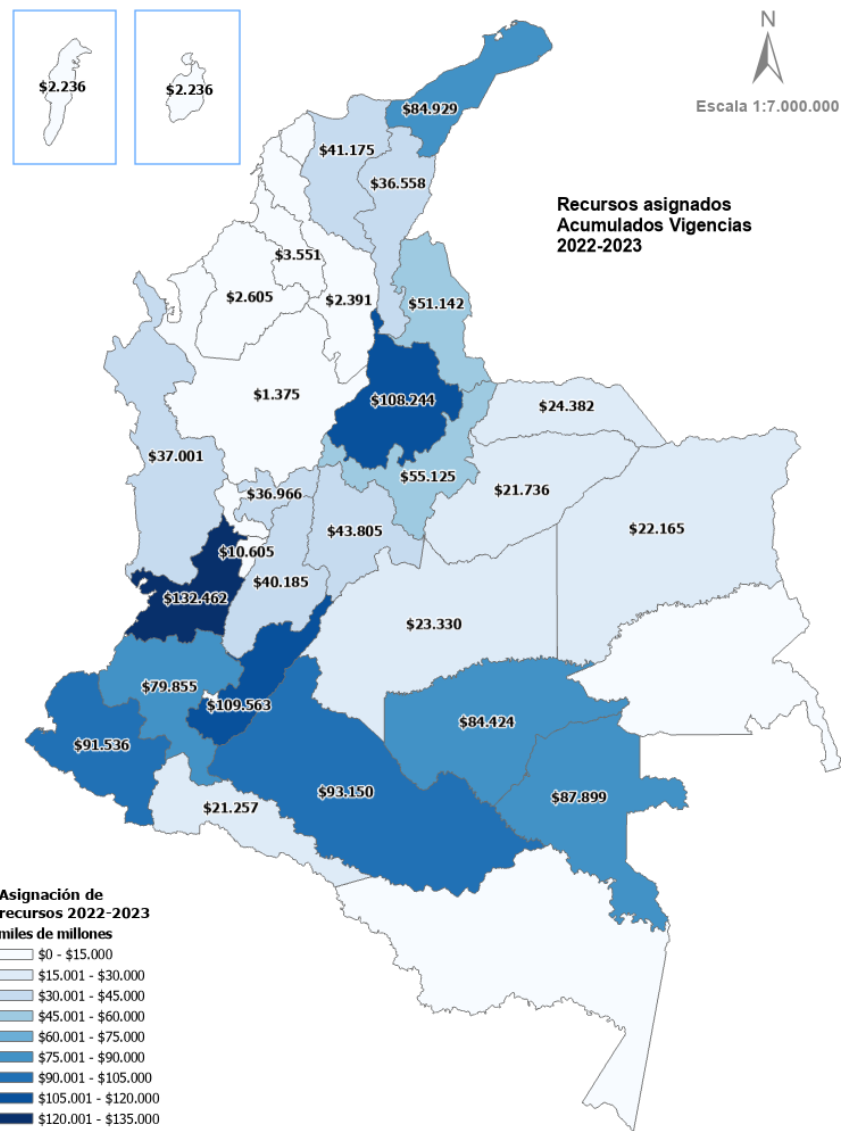 $2.236
$2.236
N
Escala 1:7.000.000
$84.929
$41.175
$36.558
Recursos asignados
Acumulados Vigencias
2022-2023
$3.551
$2.605
$2.391
$51.142
$1.375
$108.244
$24.382
$37.001
$55.125
$36.966
$21.736
$43.805
$22.165
$10.605
$40.185
$132.462
$23.330
$79.855
$109.563
$84.424
$91.536
$93.150
$87.899
$21.257
Asignación de
recursos 2022-2023
miles de millones
$0 - $15.000
$15.001 - $30.000
$30.001 - $45.000
$45.001 - $60.000
$60.001 - $75.000
$75.001 - $90.000
$90.001 - $105.000
$105.001 - $120.000
$120.001 - $135.000